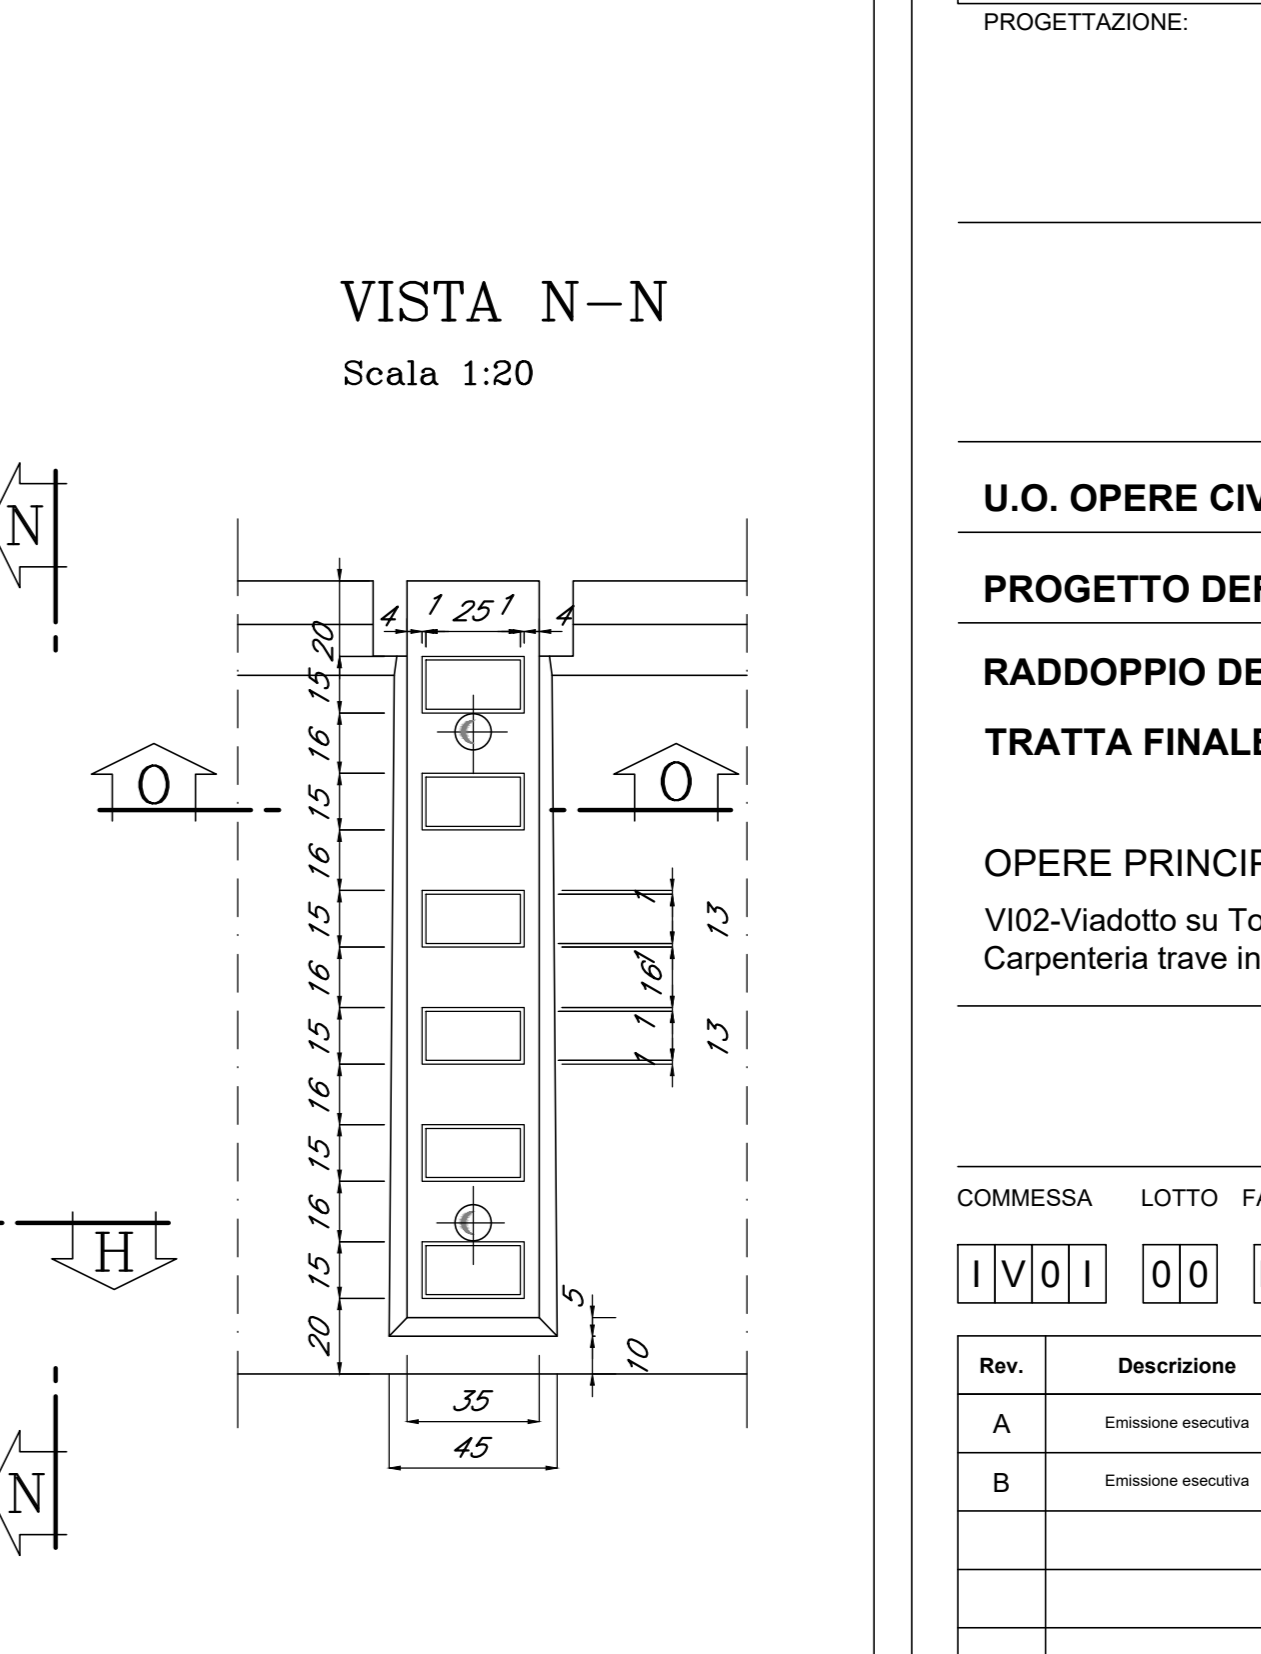 PROGETTAZIONE:
VISTA N-N
Scala 1:20
N
U.O. OPERE CIV
PROGETTO DEF
RADDOPPIO DE
TRATTA FINALE
OPERE PRINCIP
VI02-Viadotto su To
Carpenteria trave in
4 1 25 1 4
20
15
16
15
16
15
16
15
16
15
16
15
20
O
O
1
13
1
16
1
13
1
5
10
35
45
H
N
COMMESSA LOTTO FA
I V 0 I 0 0
Rev. Descrizione
A Emissione esecutiva
B Emissione esecutiva